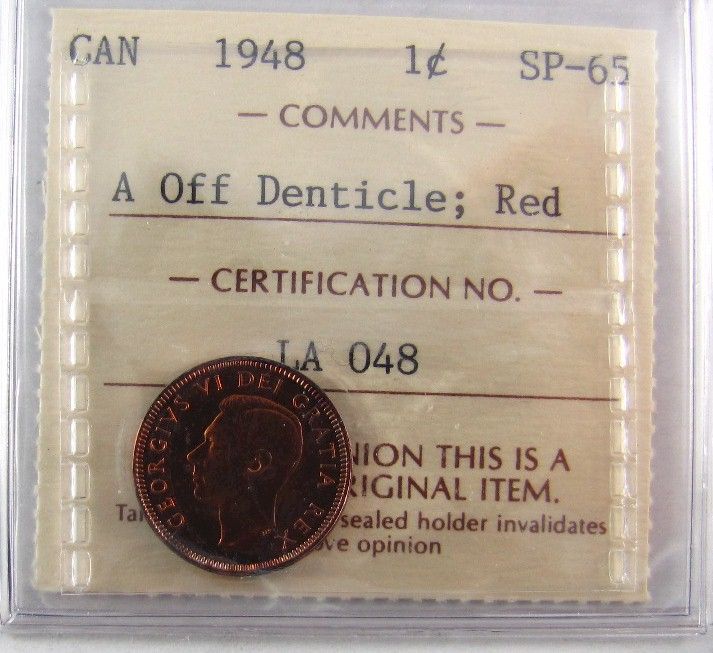 CAN 1948 1¢ SP-65
— COMMENTS —
A Off Denticle; Red
— CERTIFICATION NO. —
LA 048
GEORGIVS VI DEI GRATIA REX
NION THIS IS A
RIGINAL ITEM.
Ta sealed holder invalidates
ve opinion